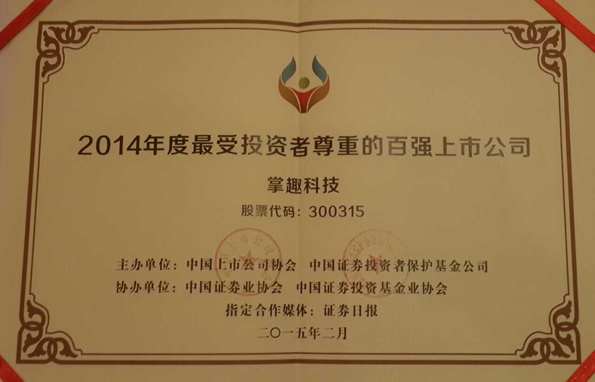 2014年度最受投资者尊重的百强上市公司
掌趣科技
股票代码：300315
主办单位：中国上市公司协会 中国证券投资者保护基金公司
协办单位：中国证券业协会 中国证券投资基金业协会
指定合作媒体：证券日报
二〇一五年二月